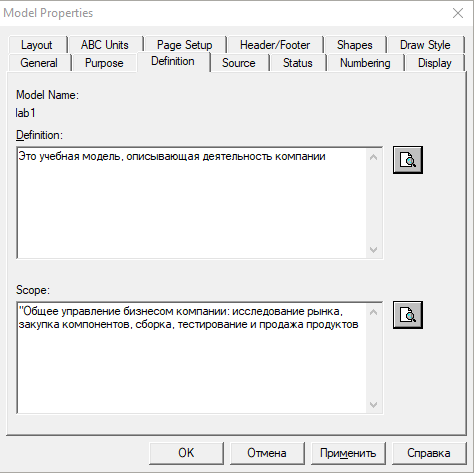 Model Properties
Layout ABC Units Page Setup Header/Footer Shapes Draw Style
General Purpose Definition Source Status Numbering Display
Model Name:
lab1
Definition:
Это учебная модель, описывающая деятельность компании
Scope:
"Общее управление бизнесом компании: исследование рынка,
закупка компонентов, сборка, тестирование и продажа продуктов
OK Отмена Применить Справка